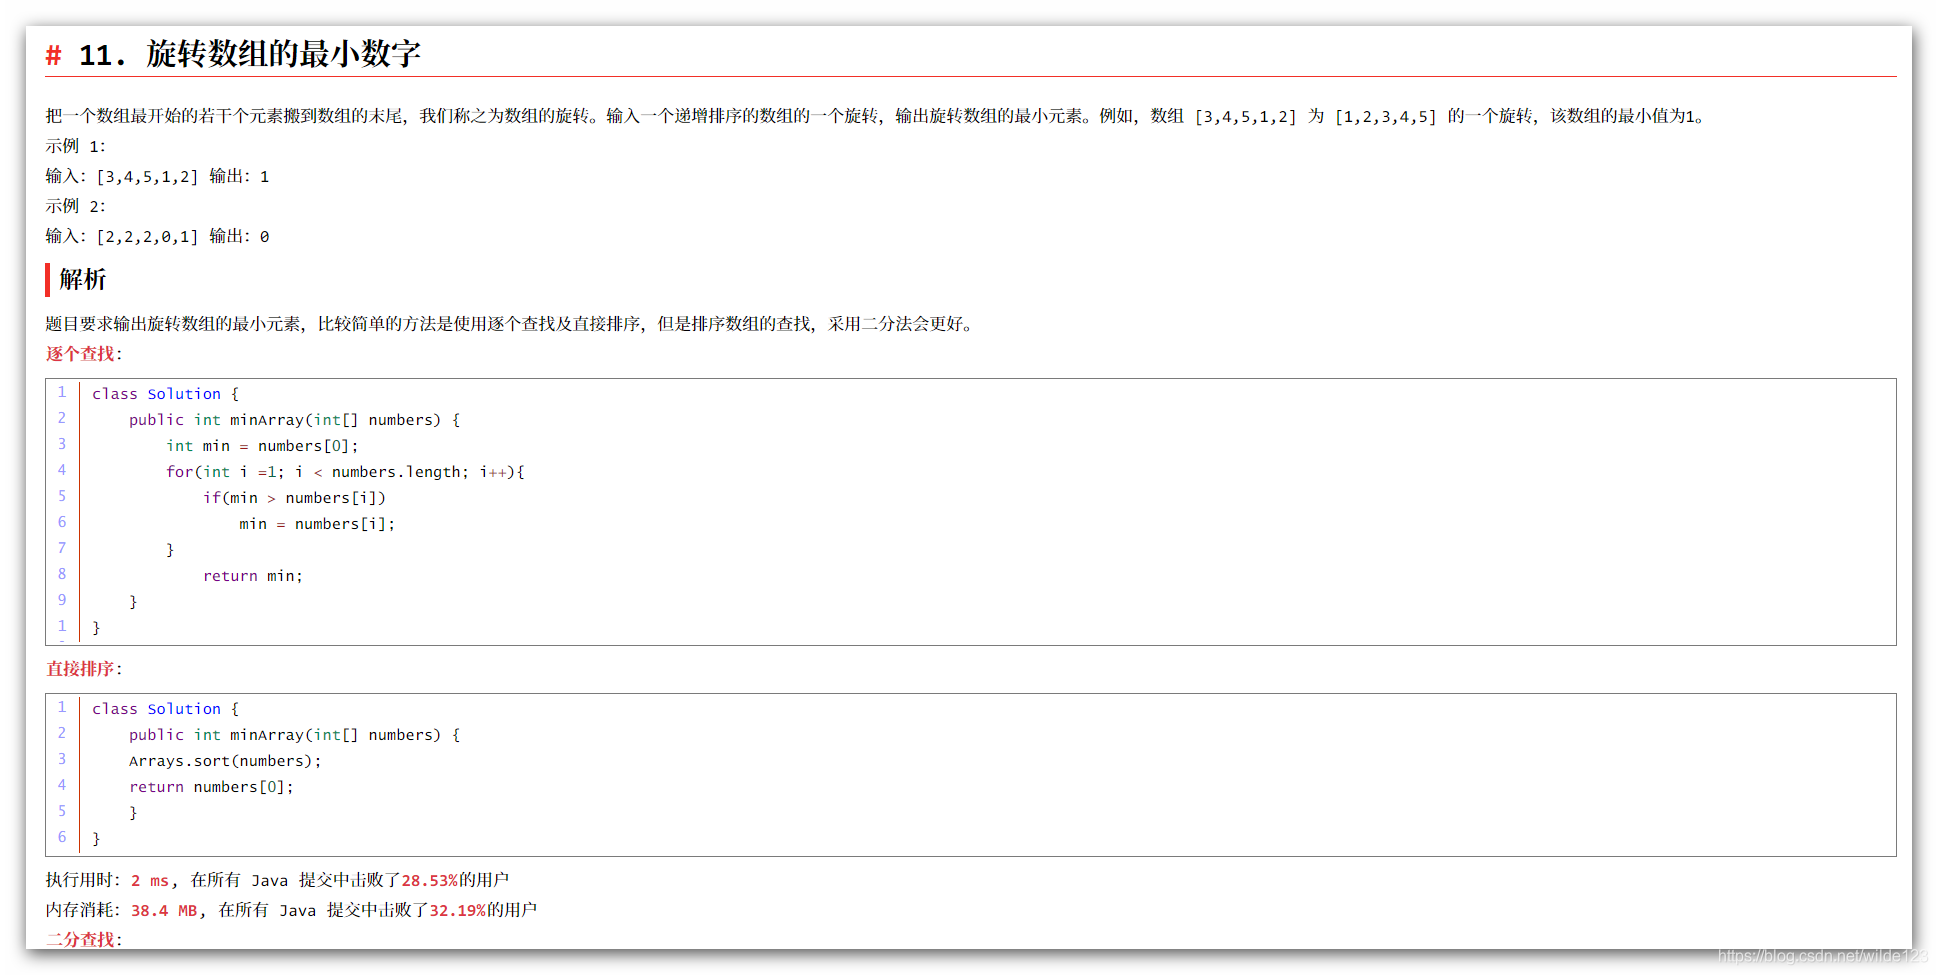 # 11. 旋转数组的最小数字
把一个数组最开始的若干个元素搬到数组的末尾，我们称之为数组的旋转。输入一个递增排序的数组的一个旋转，输出旋转数组的最小元素。例如，数组 [3,4,5,1,2] 为 [1,2,3,4,5] 的一个旋转，该数组的最小值为1。
示例 1：
输入：[3,4,5,1,2] 输出：1
示例 2：
输入：[2,2,2,0,1] 输出：0
解析
题目要求输出旋转数组的最小元素，比较简单的方法是使用逐个查找及直接排序，但是排序数组的查找，采用二分法会更好。
逐个查找：
1 class Solution {
2     public int minArray(int[] numbers) {
3         int min = numbers[0];
4         for(int i =1; i < numbers.length; i++){
5             if(min > numbers[i])
6                 min = numbers[i];
7         }
8             return min;
9     }
1 }
直接排序：
1 class Solution {
2     public int minArray(int[] numbers) {
3     Arrays.sort(numbers);
4     return numbers[0];
5     }
6 }
执行用时：2 ms, 在所有 Java 提交中击败了28.53%的用户
内存消耗：38.4 MB, 在所有 Java 提交中击败了32.19%的用户
二分查找：
https://blog.csdn.net/wilde123